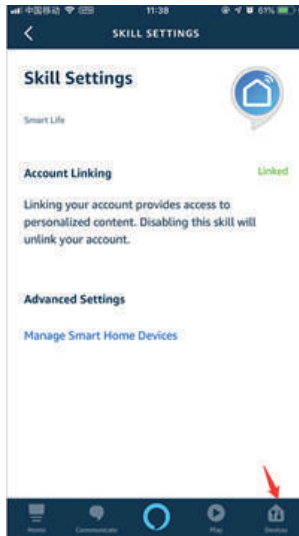 中国移动 11:38 61%
SKILL SETTINGS
Skill Settings
Smart Life
Account Linking Linked
Linking your account provides access to
personalized content. Disabling this skill will
unlink your account.
Advanced Settings
Manage Smart Home Devices
Home Communicate Play Devices